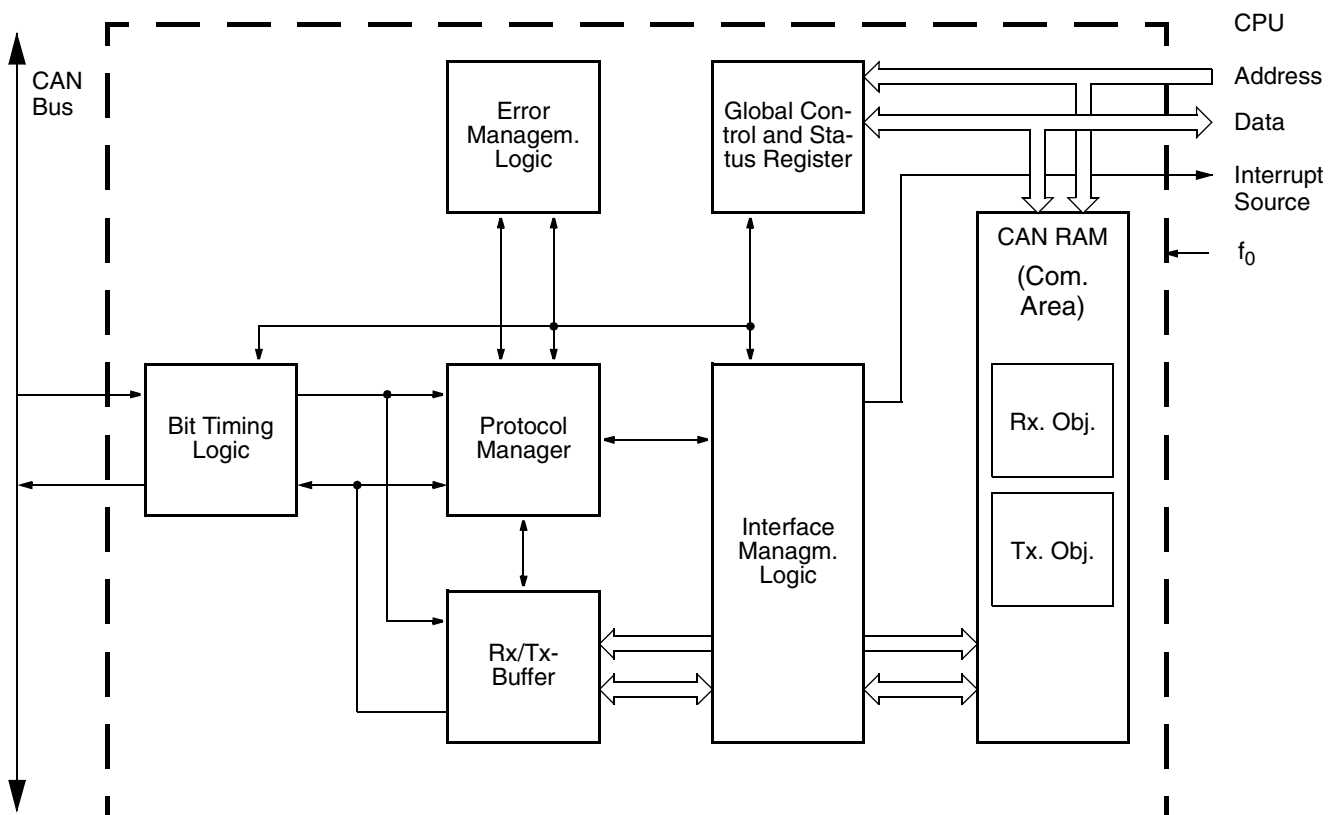 CPU
CAN
Bus
Error
Managem.
Logic
Global Con-
trol and Sta-
tus Register
Address
Data
Interrupt
Source
f0
CAN RAM
(Com.
Area)
Bit Timing
Logic
Protocol
Manager
Interface
Managm.
Logic
Rx. Obj.
Tx. Obj.
Rx/Tx-
Buffer